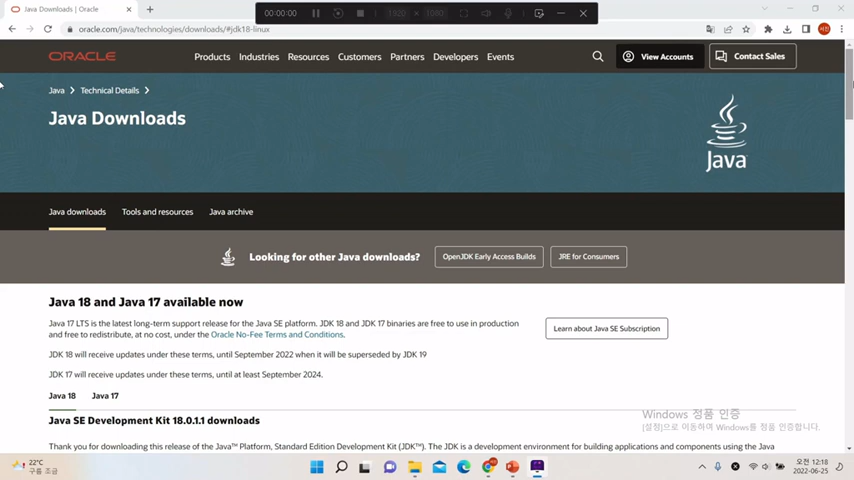 Java Downloads | Oracle
00:00:00
1920 × 1080
oracle.com/java/technologies/downloads/#jdk18-linux
ORACLE
Products Industries Resources Customers Partners Developers Events
View Accounts
Contact Sales
Java Technical Details
Java Downloads
Java
Java downloads Tools and resources Java archive
Looking for other Java downloads?
OpenJDK Early Access Builds
JRE for Consumers
Java 18 and Java 17 available now
Java 17 LTS is the latest long-term support release for the Java SE platform. JDK 18 and JDK 17 binaries are free to use in production
and free to redistribute, at no cost, under the Oracle No-Fee Terms and Conditions.
Learn about Java SE Subscription
JDK 18 will receive updates under these terms, until September 2022 when it will be superseded by JDK 19
JDK 17 will receive updates under these terms, until at least September 2024.
Java 18 Java 17
Java SE Development Kit 18.0.1.1 downloads
Thank you for downloading this release of the Java™ Platform, Standard Edition Development Kit (JDK™). The JDK is a development environment for building applications and components using the Java
Windows 정품 인증
[설정]으로 이동하여 Windows를 정품 인증합니다.
22°C
구름 조금
오전 12:18
2022-06-25